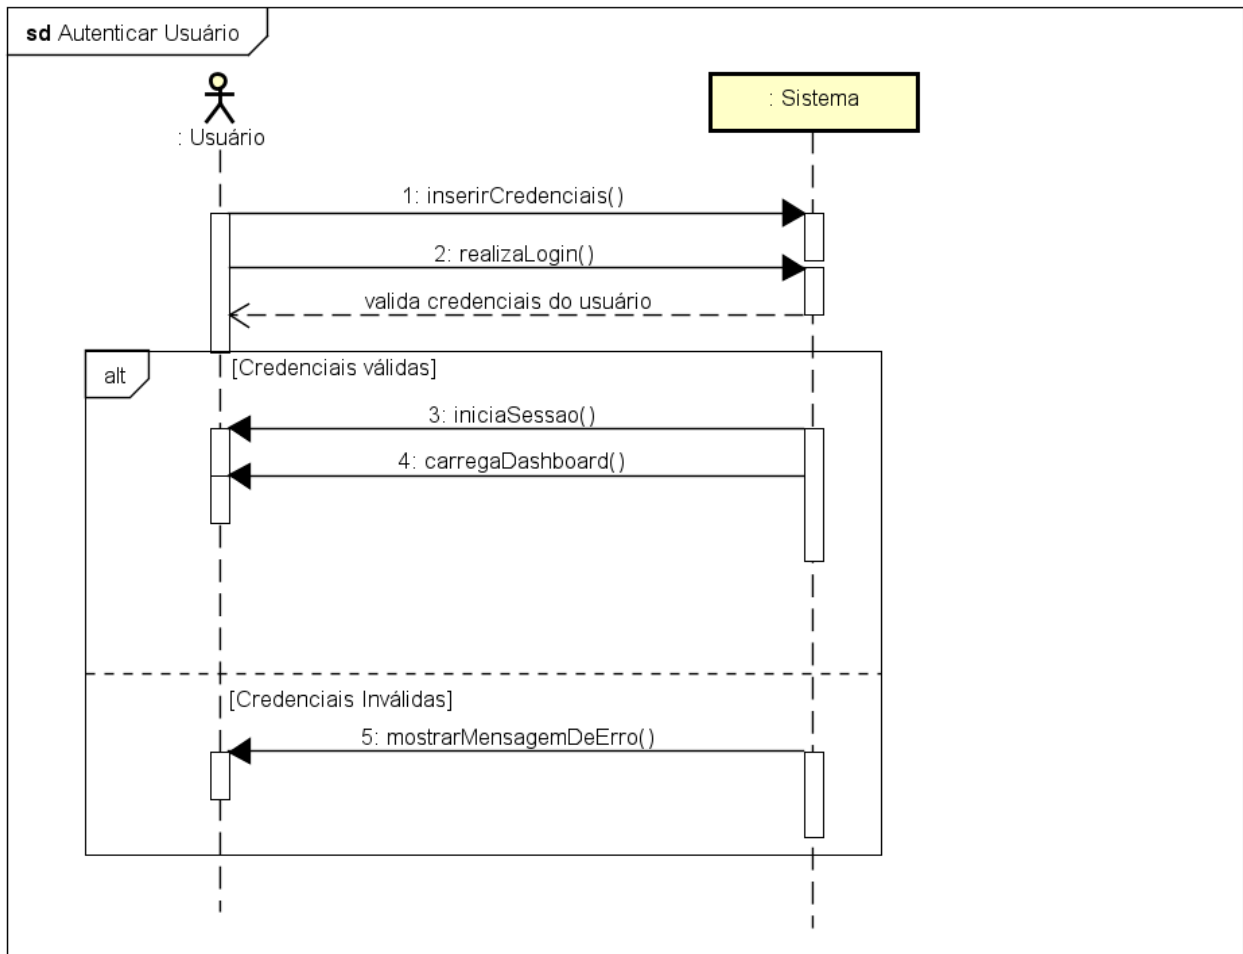 sd Autenticar Usuário
: Usuário
: Sistema
1: inserirCredenciais()
2: realizaLogin()
valida credenciais do usuário
alt
[Credenciais válidas]
3: iniciaSessao()
4: carregaDashboard()
[Credenciais Inválidas]
5: mostrarMensagemDeErro()